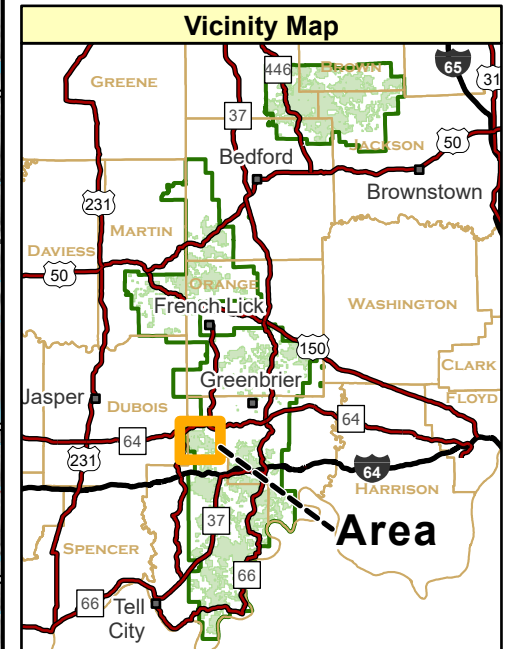 Vicinity Map
GREENE
446
BROWN
65
31
37
JACKSON
50
Bedford
Brownstown
231
MARTIN
DAVIESS
50
ORANGE
French Lick
WASHINGTON
150
CLARK
Greenbrier
FLOYD
Jasper
DUBOIS
64
64
231
64
HARRISON
37
Area
SPENCER
66
66
Tell
City